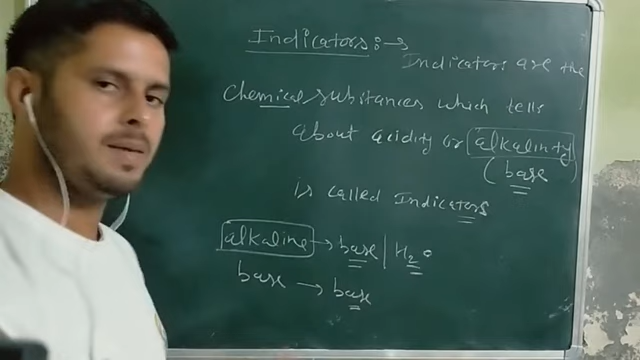 Indicators :→
Indicators are the
chemical substances which tells
about acidity or alkalinity
(base)
is called Indicators
alkaline → base | H₂O
base → base